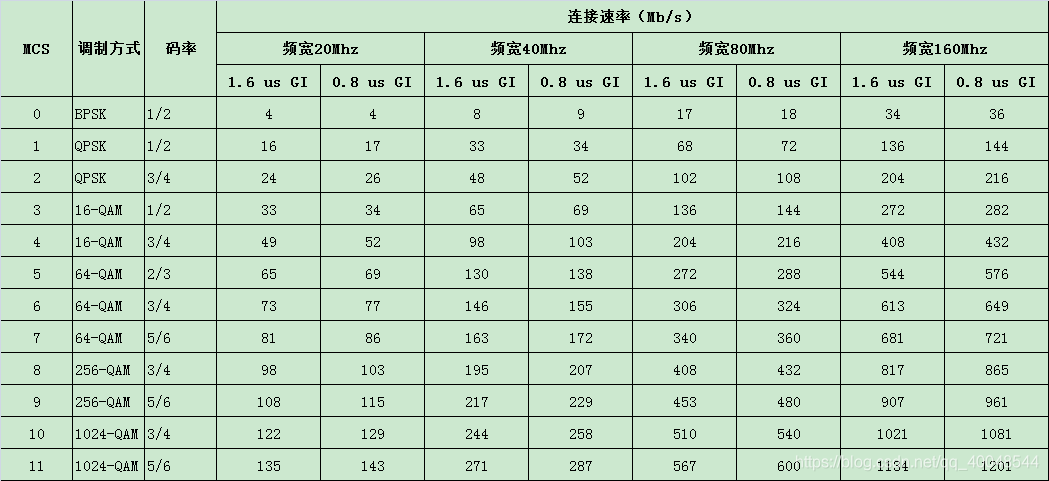 连接速率（Mb/s）
MCS 调制方式 码率 频宽20Mhz 频宽40Mhz 频宽80Mhz 频宽160Mhz
1.6 us GI 0.8 us GI 1.6 us GI 0.8 us GI 1.6 us GI 0.8 us GI 1.6 us GI 0.8 us GI
0 BPSK 1/2 4 4 8 9 17 18 34 36
1 QPSK 1/2 16 17 33 34 68 72 136 144
2 QPSK 3/4 24 26 48 52 102 108 204 216
3 16-QAM 1/2 33 34 65 69 136 144 272 282
4 16-QAM 3/4 49 52 98 103 204 216 408 432
5 64-QAM 2/3 65 69 130 138 272 288 544 576
6 64-QAM 3/4 73 77 146 155 306 324 613 649
7 64-QAM 5/6 81 86 163 172 340 360 681 721
8 256-QAM 3/4 98 103 195 207 408 432 817 865
9 256-QAM 5/6 108 115 217 229 453 480 907 961
10 1024-QAM 3/4 122 129 244 258 510 540 1021 1081
11 1024-QAM 5/6 135 143 271 287 567 600 1134 1201
https://blog.csdn.net/qq_40048544